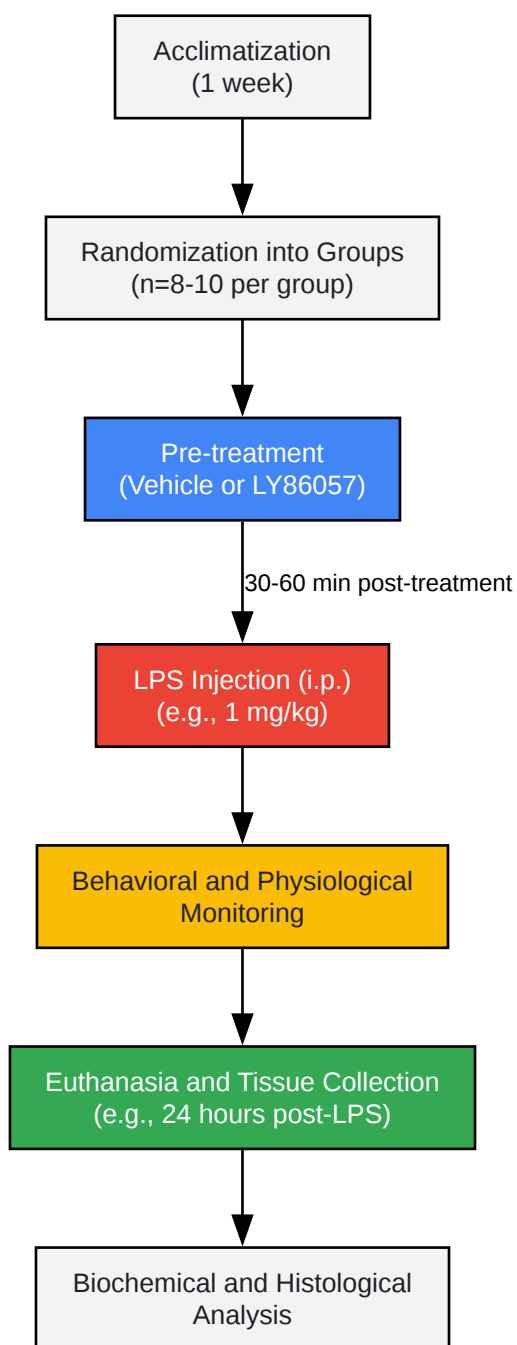 Acclimatization
(1 week)
Randomization into Groups
(n=8-10 per group)
Pre-treatment
(Vehicle or LY86057)
30-60 min post-treatment
LPS Injection (i.p.)
(e.g., 1 mg/kg)
Behavioral and Physiological
Monitoring
Euthanasia and Tissue Collection
(e.g., 24 hours post-LPS)
Biochemical and Histological
Analysis